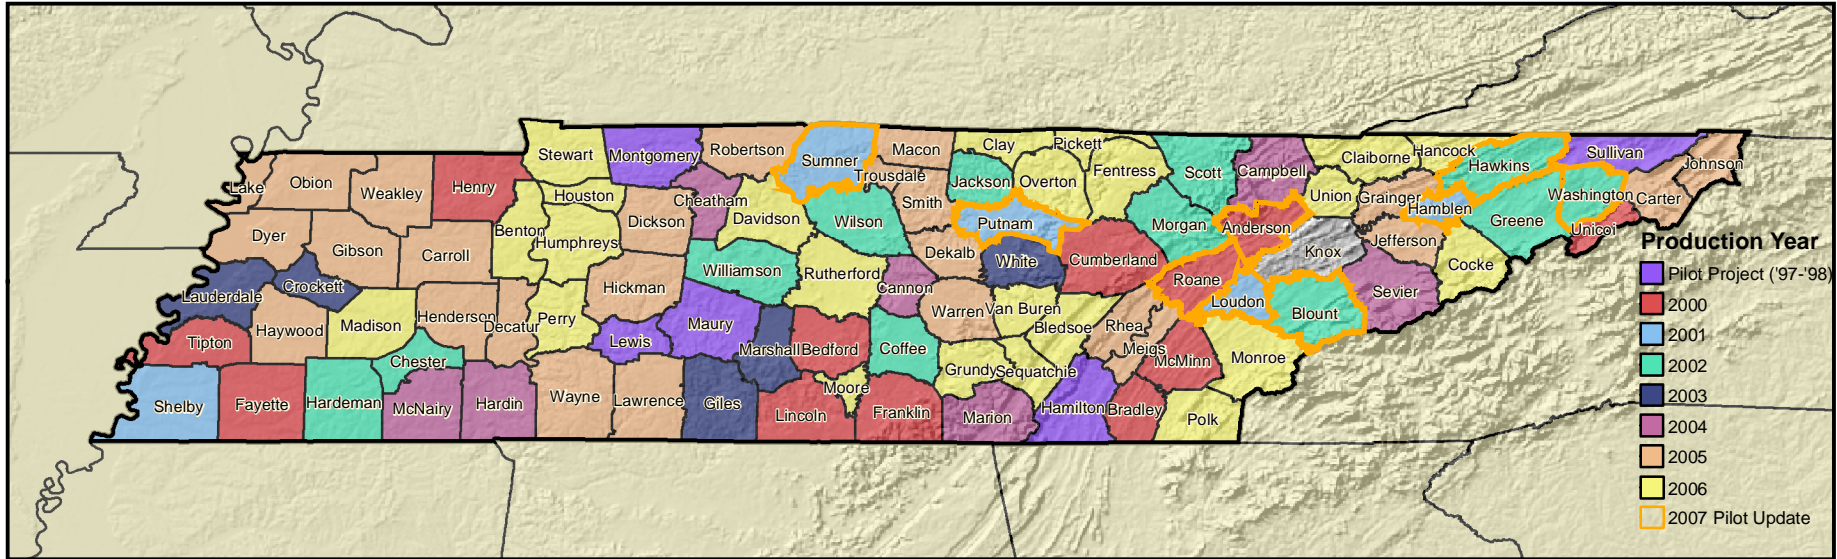 Stewart
Montgomery
Robertson
Sumner
Macon
Trousdale
Clay
Pickett
Fentress
Scott
Campbell
Claiborne
Hancock
Hawkins
Sullivan
Johnson
Lake
Obion
Weakley
Henry
Houston
Cheatham
Davidson
Wilson
Smith
Jackson
Overton
Putnam
Morgan
Anderson
Union
Grainger
Hamblen
Greene
Washington
Carter
Unicoi
Dyer
Gibson
Carroll
Benton
Humphreys
Dickson
Williamson
Rutherford
Dekalb
White
Cumberland
Roane
Knox
Jefferson
Cocke
Lauderdale
Crockett
Hickman
Cannon
Warren
Van Buren
Loudon
Blount
Sevier
Tipton
Haywood
Madison
Henderson
Decatur
Perry
Lewis
Maury
Marshall
Bedford
Coffee
Bledsoe
Rhea
Meigs
McMinn
Monroe
Chester
Moore
Grundy
Sequatchie
Shelby
Fayette
Hardeman
McNairy
Hardin
Wayne
Lawrence
Giles
Lincoln
Franklin
Marion
Hamilton
Bradley
Polk
Production Year
Pilot Project ('97-'98)
2000
2001
2002
2003
2004
2005
2006
2007 Pilot Update